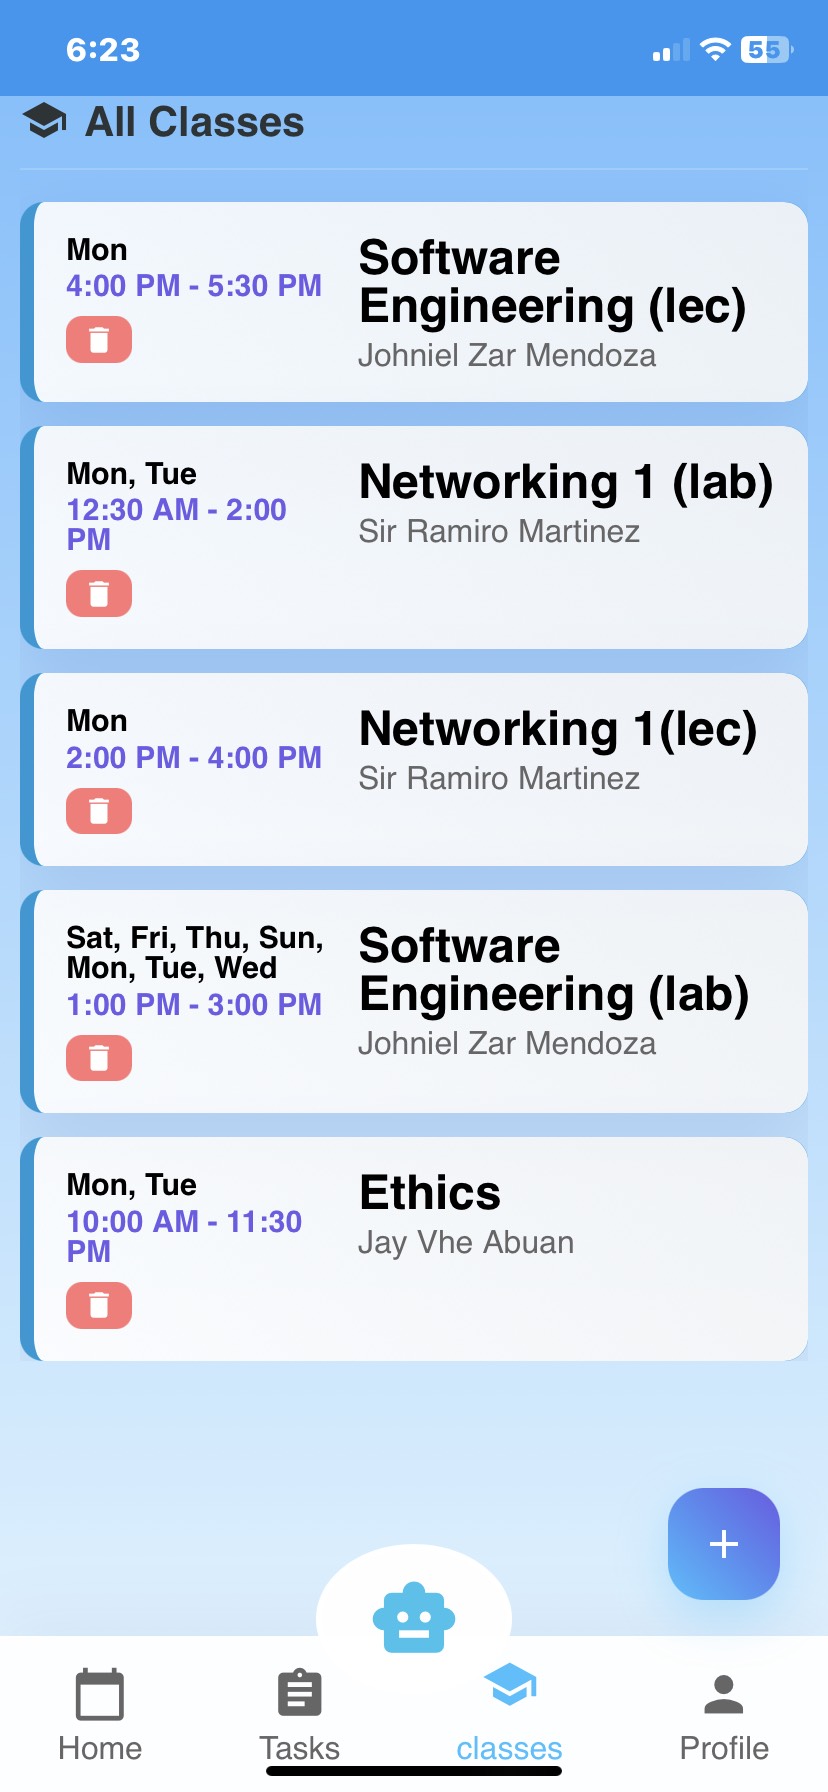 6:23
55
All Classes
Mon
4:00 PM - 5:30 PM
Software
Engineering (lec)
Johniel Zar Mendoza
Mon, Tue
12:30 AM - 2:00
PM
Networking 1 (lab)
Sir Ramiro Martinez
Mon
2:00 PM - 4:00 PM
Networking 1(lec)
Sir Ramiro Martinez
Sat, Fri, Thu, Sun,
Mon, Tue, Wed
1:00 PM - 3:00 PM
Software
Engineering (lab)
Johniel Zar Mendoza
Mon, Tue
10:00 AM - 11:30
PM
Ethics
Jay Vhe Abuan
Home
Tasks
classes
Profile